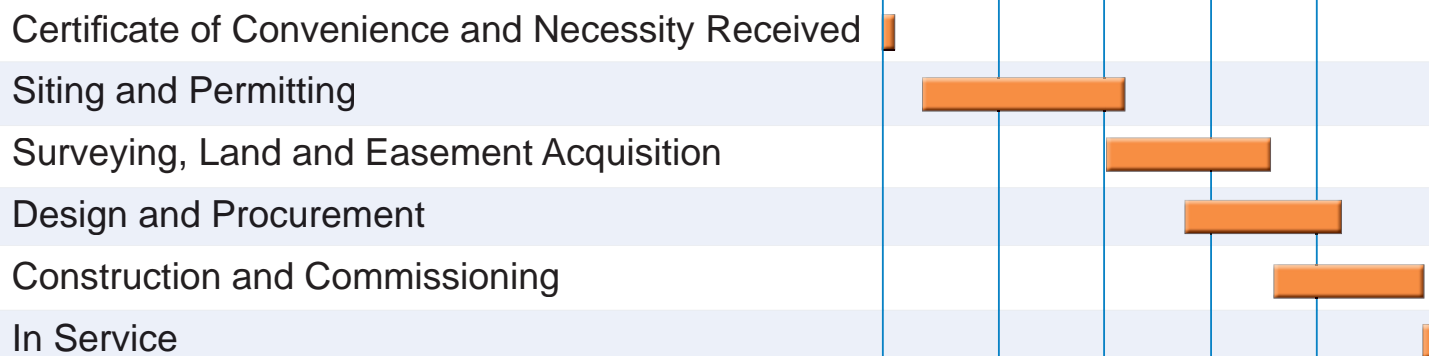 Certificate of Convenience and Necessity Received
Siting and Permitting
Surveying, Land and Easement Acquisition
Design and Procurement
Construction and Commissioning
In Service